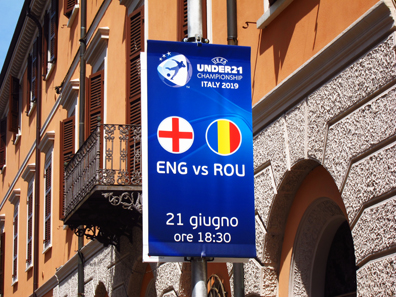 UEFA
UNDER21
CHAMPIONSHIP
ITALY 2019
ENG vs ROU
21 giugno
ore 18:30